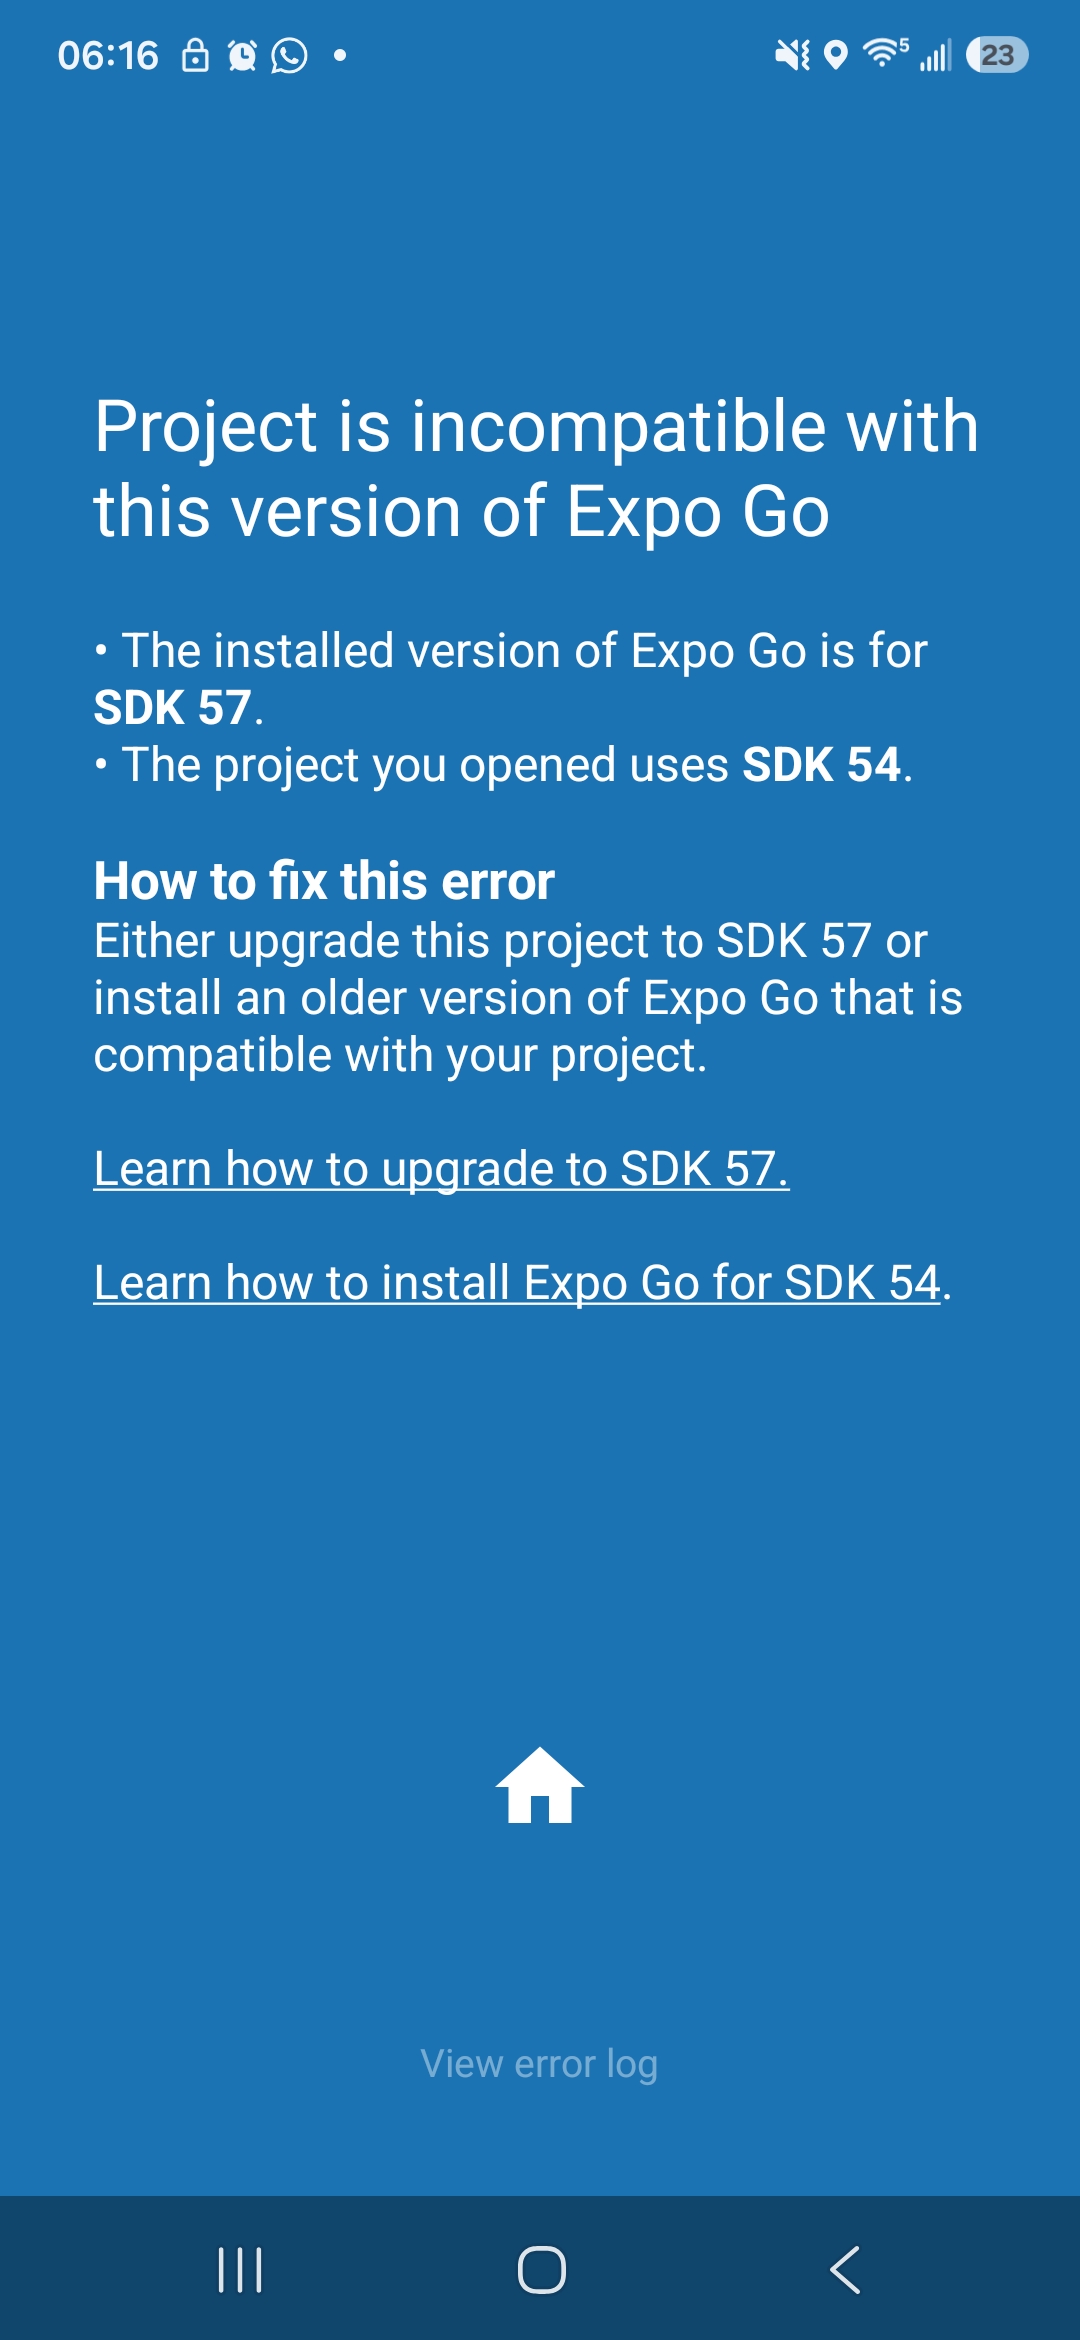 06:16
5
23
Project is incompatible with
this version of Expo Go
• The installed version of Expo Go is for
SDK 57.
• The project you opened uses SDK 54.
How to fix this error
Either upgrade this project to SDK 57 or
install an older version of Expo Go that is
compatible with your project.
Learn how to upgrade to SDK 57.
Learn how to install Expo Go for SDK 54.
View error log